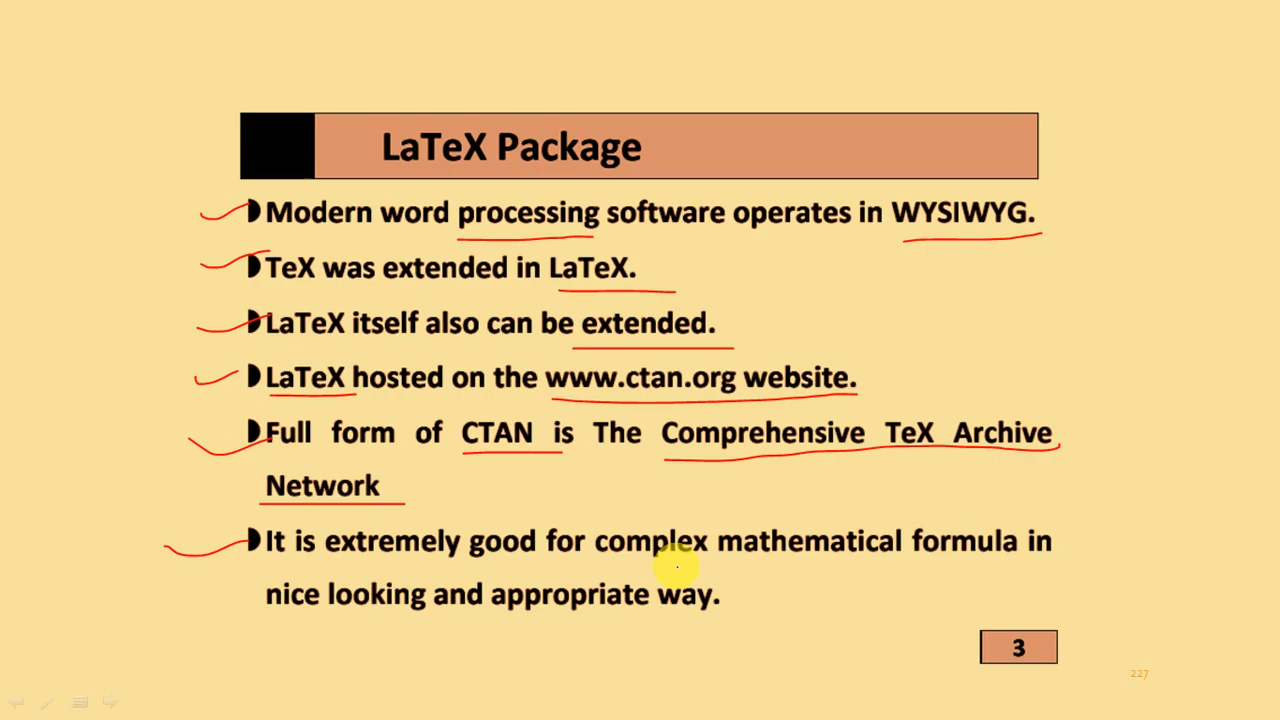 LaTeX Package
Modern word processing software operates in WYSIWYG.
TeX was extended in LaTeX.
LaTeX itself also can be extended.
LaTeX hosted on the www.ctan.org website.
Full form of CTAN is The Comprehensive TeX Archive
Network
It is extremely good for complex mathematical formula in
nice looking and appropriate way.
3
227